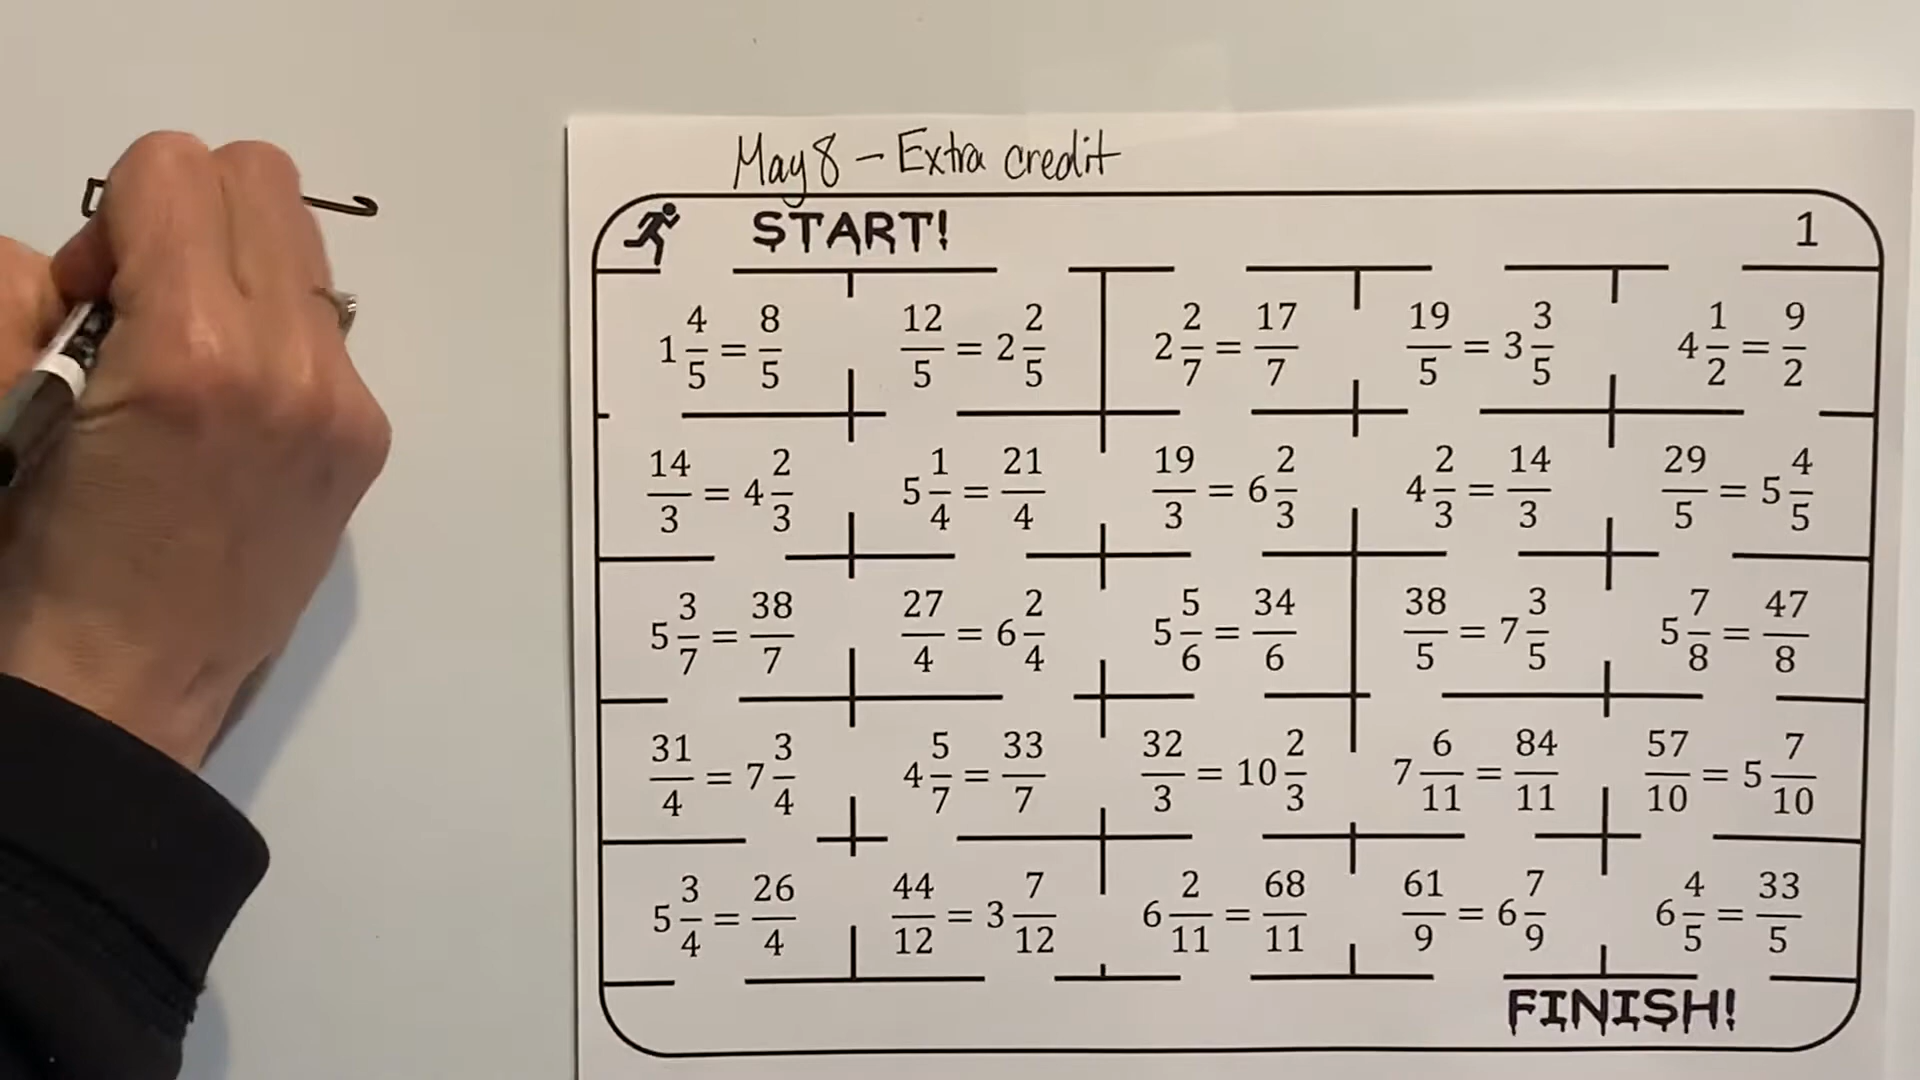 May 8 – Extra credit
START! 1
1 4/5 = 8/5 12/5 = 2 2/5 2 2/7 = 17/7 19/5 = 3 3/5 4 1/2 = 9/2
14/3 = 4 2/3 5 1/4 = 21/4 19/3 = 6 2/3 4 2/3 = 14/3 29/5 = 5 4/5
5 3/7 = 38/7 27/4 = 6 2/4 5 5/6 = 34/6 38/5 = 7 3/5 5 7/8 = 47/8
31/4 = 7 3/4 4 5/7 = 33/7 32/3 = 10 2/3 7 6/11 = 84/11 57/10 = 5 7/10
5 3/4 = 26/4 44/12 = 3 7/12 6 2/11 = 68/11 61/9 = 6 7/9 6 4/5 = 33/5
FINISH!